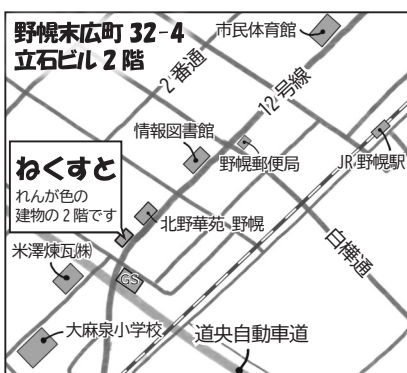 野幌末広町 32-4
立石ビル 2 階
市民体育館
2番通
12号線
情報図書館
野幌郵便局
JR 野幌駅
ねくすと
れんが色の
建物の2階です
北野華苑 野幌
米澤煉瓦㈱
GS
白樺通
大麻泉小学校
道央自動車道